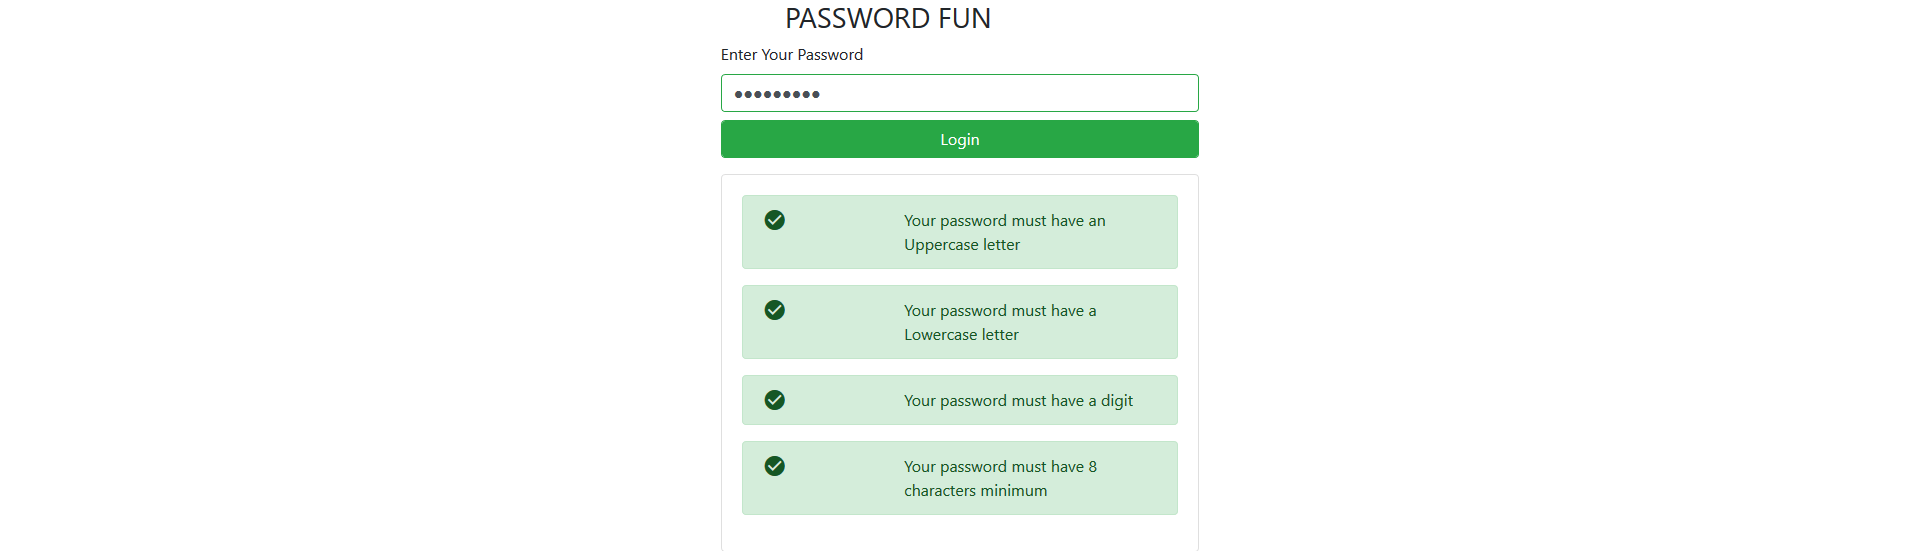 PASSWORD FUN
Enter Your Password
●●●●●●●●●
Login
Your password must have an
Uppercase letter
Your password must have a
Lowercase letter
Your password must have a digit
Your password must have 8
characters minimum